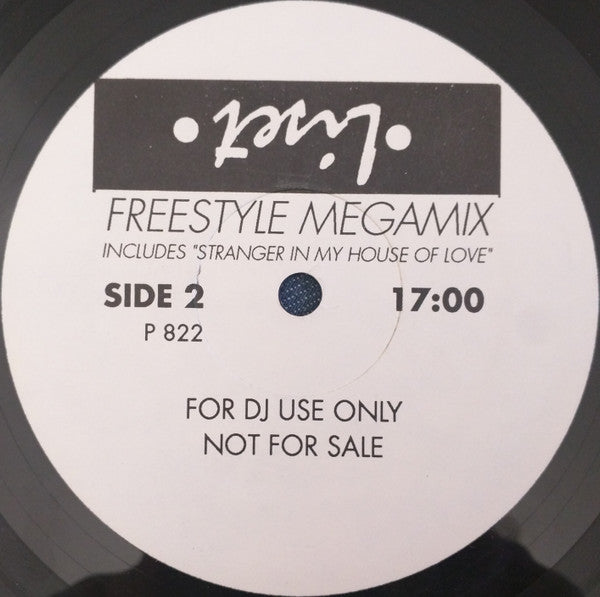 • Liset •
FREESTYLE MEGAMIX
INCLUDES "STRANGER IN MY HOUSE OF LOVE"
SIDE 2 17:00
P 822
FOR DJ USE ONLY
NOT FOR SALE